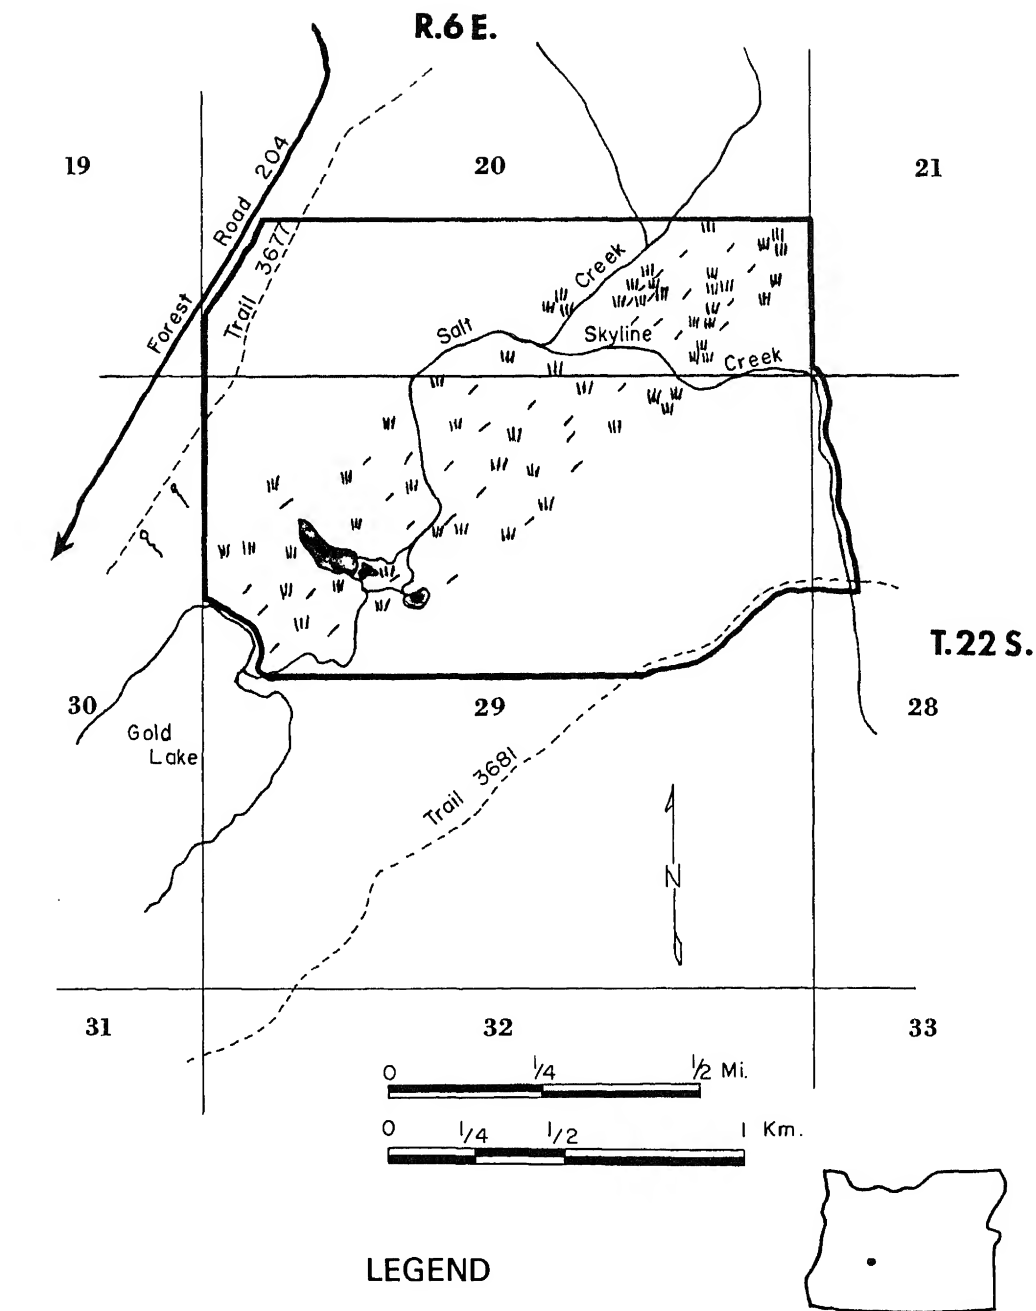 R.6 E.
19
20
21
Forest Road 204
Trail 3677
Creek
Salt
Skyline
Creek
T.22 S.
30
29
28
Gold
Lake
Trail 3681
N
31
32
33
0 1/4 1/2 Mi.
0 1/4 1/2 1 Km.
LEGEND